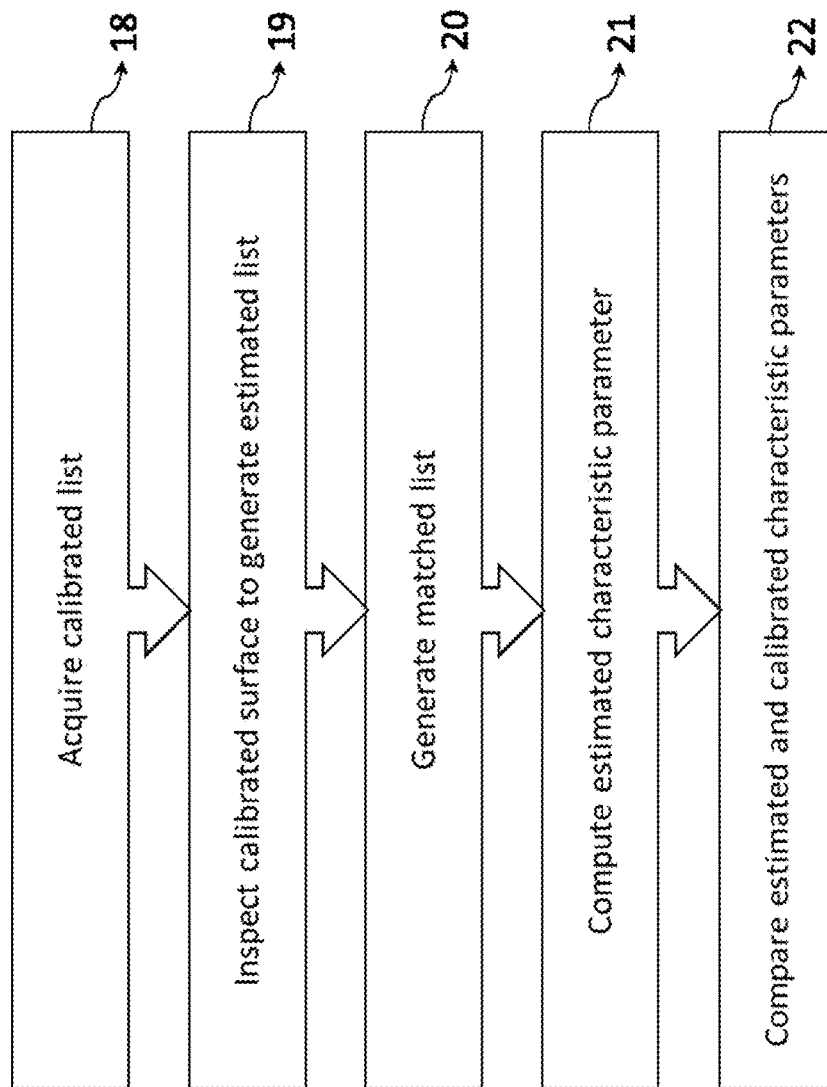 Acquire calibrated list
18
Inspect calibrated surface to generate estimated list
19
Generate matched list
20
Compute estimated characteristic parameter
21
Compare estimated and calibrated characteristic parameters
22